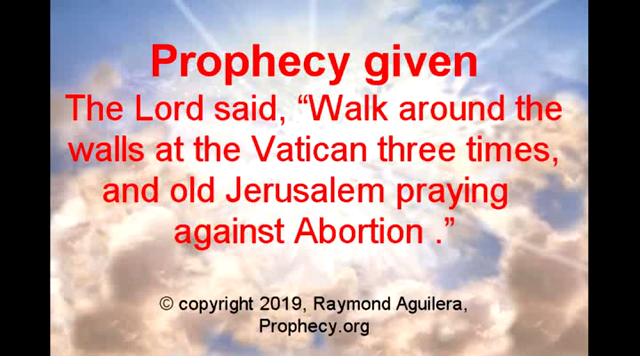 Prophecy given
The Lord said, “Walk around the
walls at the Vatican three times,
and old Jerusalem praying
against Abortion .”
© copyright 2019, Raymond Aguilera,
Prophecy.org